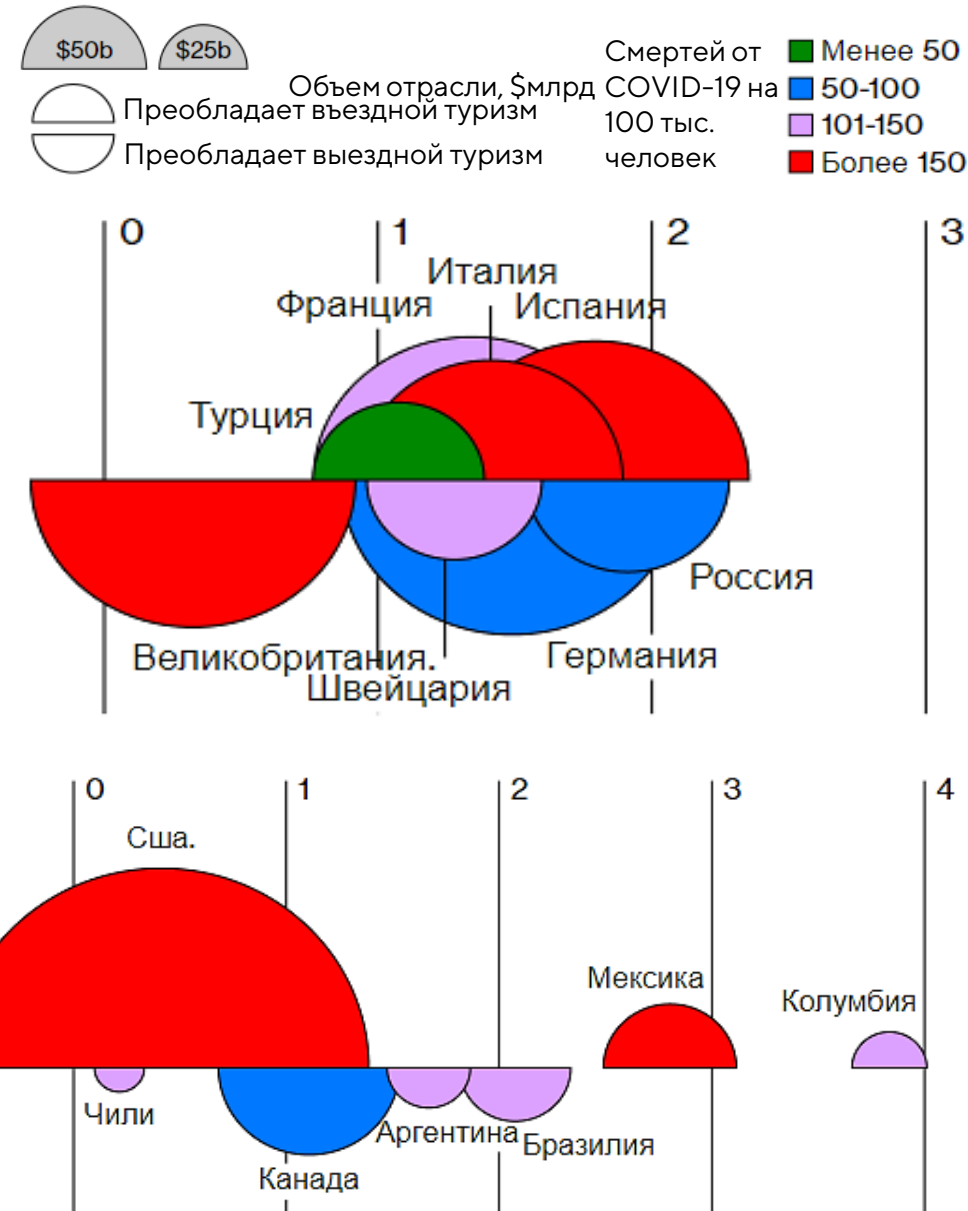 $50b
$25b
Объем отрасли, $млрд
Преобладает въездной туризм
Преобладает выездной туризм
Смертей от
COVID-19 на
100 тыс.
человек
Менее 50
50-100
101-150
Более 150
0
1
2
3
Италия
Франция
Испания
Турция
Россия
Великобритания.
Германия
Швейцария
0
1
2
3
4
Сша.
Мексика
Колумбия
Чили
Аргентина
Бразилия
Канада